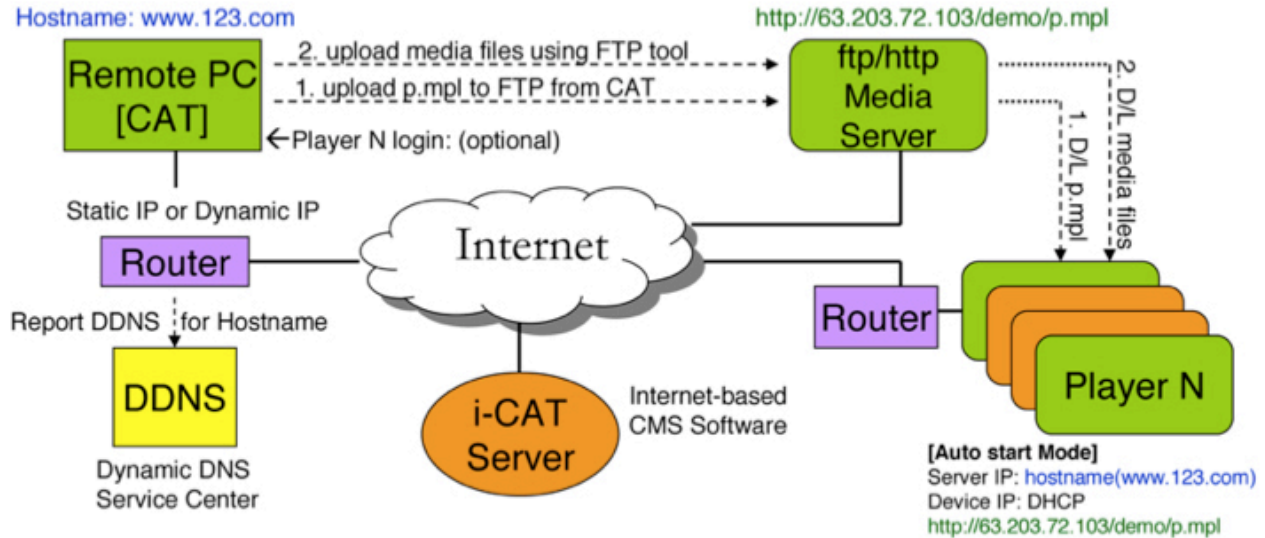 Hostname: www.123.com
http://63.203.72.103/demo/p.mpl
Remote PC
[CAT]
2. upload media files using FTP tool
1. upload p.mpl to FTP from CAT
←Player N login: (optional)
ftp/http
Media
Server
2. D/L media files
1. D/L p.mpl
Static IP or Dynamic IP
Router
Internet
Report DDNS for Hostname
DDNS
Dynamic DNS
Service Center
i-CAT
Server
Internet-based
CMS Software
Router
Player N
[Auto start Mode]
Server IP: hostname(www.123.com)
Device IP: DHCP
http://63.203.72.103/demo/p.mpl